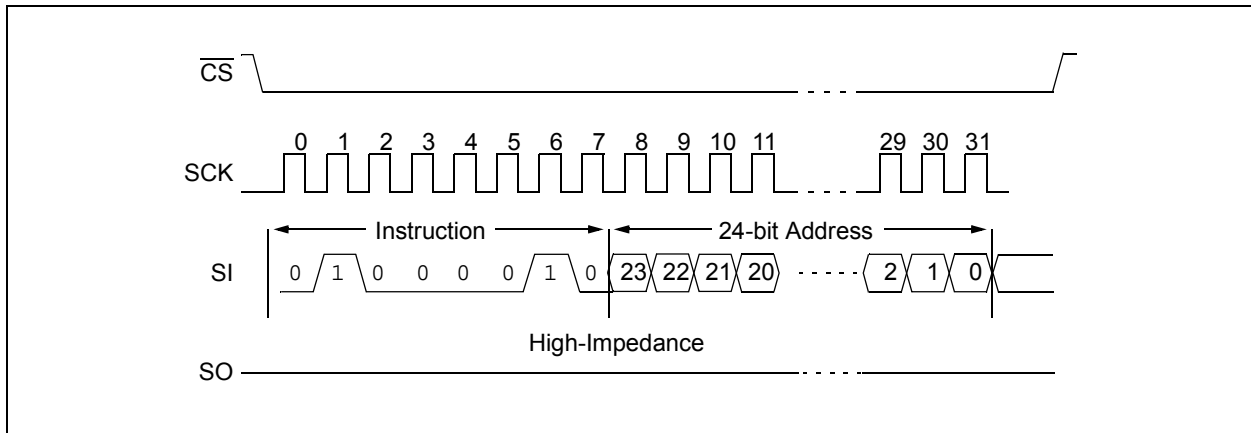 CS
0 1 2 3 4 5 6 7 8 9 10 11 29 30 31
SCK
Instruction 24-bit Address
SI 0 1 0 0 0 0 1 0 23 22 21 20 2 1 0
High-Impedance
SO